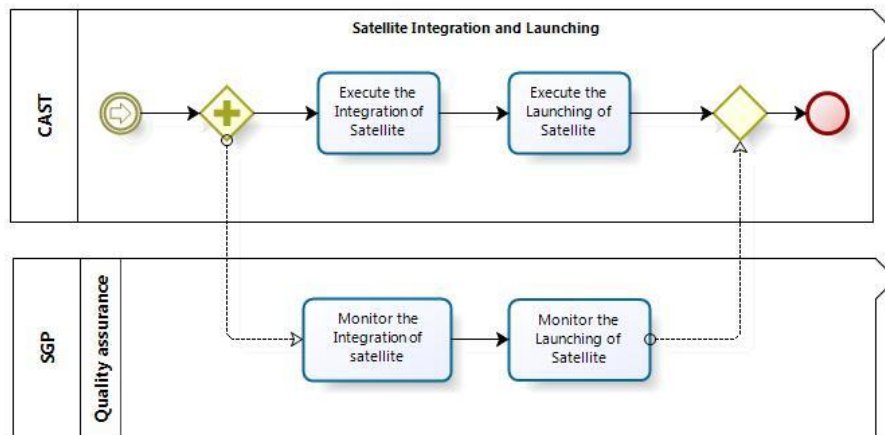 Satellite Integration and Launching
CAST
Execute the
Integration of
Satellite
Execute the
Launching of
Satellite
SGP
Quality assurance
Monitor the
Integration of
satellite
Monitor the
Launching of
Satellite